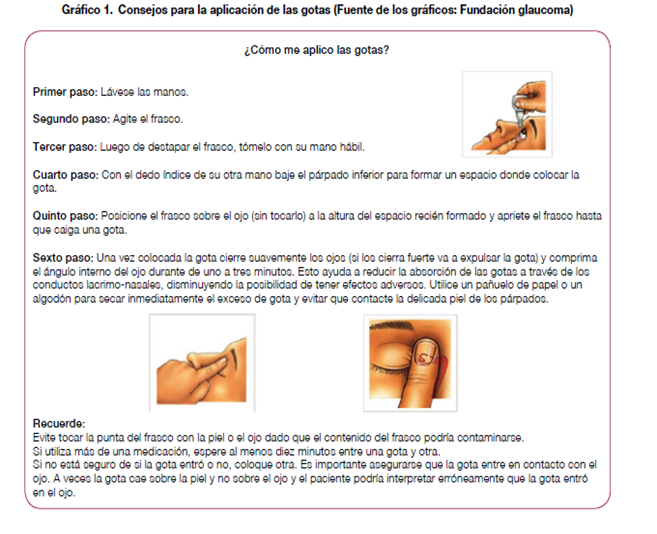 Gráfico 1. Consejos para la aplicación de las gotas (Fuente de los gráficos: Fundación glaucoma)
¿Cómo me aplico las gotas?
Primer paso: Lávese las manos.
Segundo paso: Agite el frasco.
Tercer paso: Luego de destapar el frasco, tómelo con su mano hábil.
Cuarto paso: Con el dedo índice de su otra mano baje el párpado inferior para formar un espacio donde colocar la
gota.
Quinto paso: Posicione el frasco sobre el ojo (sin tocarlo) a la altura del espacio recién formado y apriete el frasco hasta
que caiga una gota.
Sexto paso: Una vez colocada la gota cierre suavemente los ojos (si los cierra fuerte va a expulsar la gota) y comprima
el ángulo interno del ojo durante de uno a tres minutos. Esto ayuda a reducir la absorción de las gotas a través de los
conductos lacrimo-nasales, disminuyendo la posibilidad de tener efectos adversos. Utilice un pañuelo de papel o un
algodón para secar inmediatamente el exceso de gota y evitar que contacte la delicada piel de los párpados.
Recuerde:
Evite tocar la punta del frasco con la piel o el ojo dado que el contenido del frasco podría contaminarse.
Si utiliza más de una medicación, espere al menos diez minutos entre una gota y otra.
Si no está seguro de si la gota entró o no, coloque otra. Es importante asegurarse que la gota entre en contacto con el
ojo. A veces la gota cae sobre la piel y no sobre el ojo y el paciente podría interpretar erróneamente que la gota entró
en el ojo.